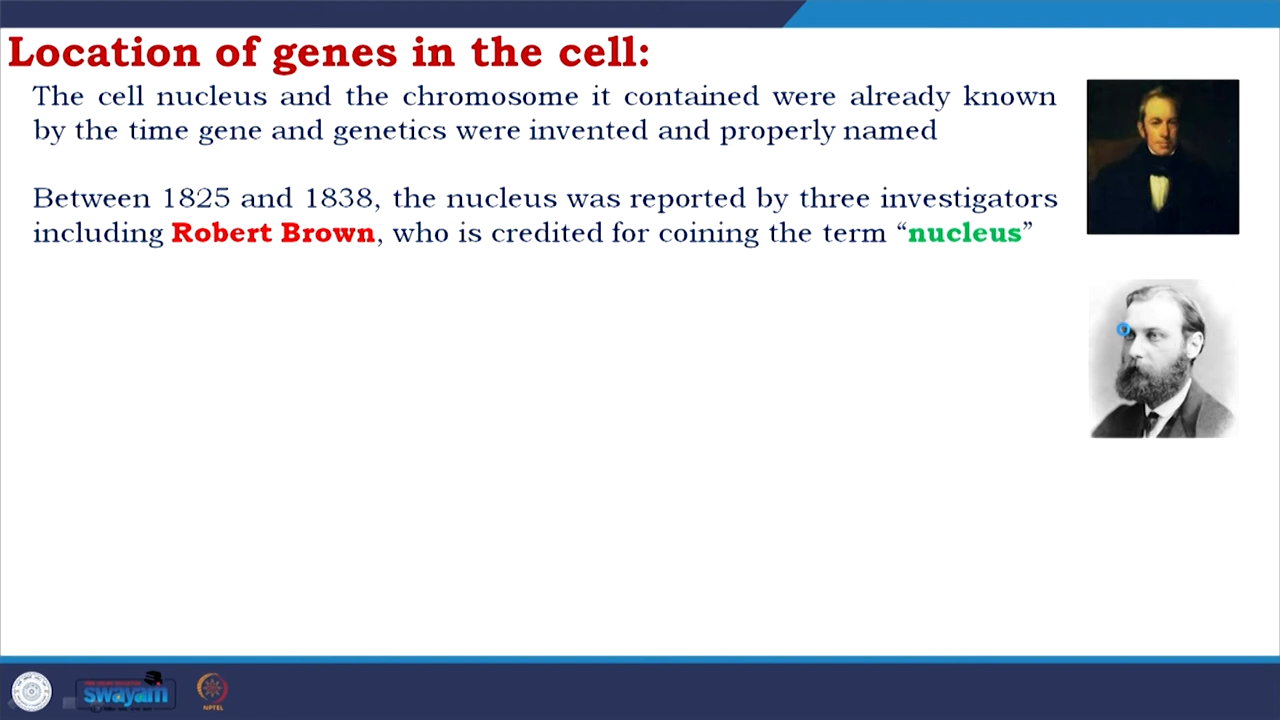 Location of genes in the cell:
The cell nucleus and the chromosome it contained were already known
by the time gene and genetics were invented and properly named
Between 1825 and 1838, the nucleus was reported by three investigators
including Robert Brown, who is credited for coining the term “nucleus”
swayam
NPTEL